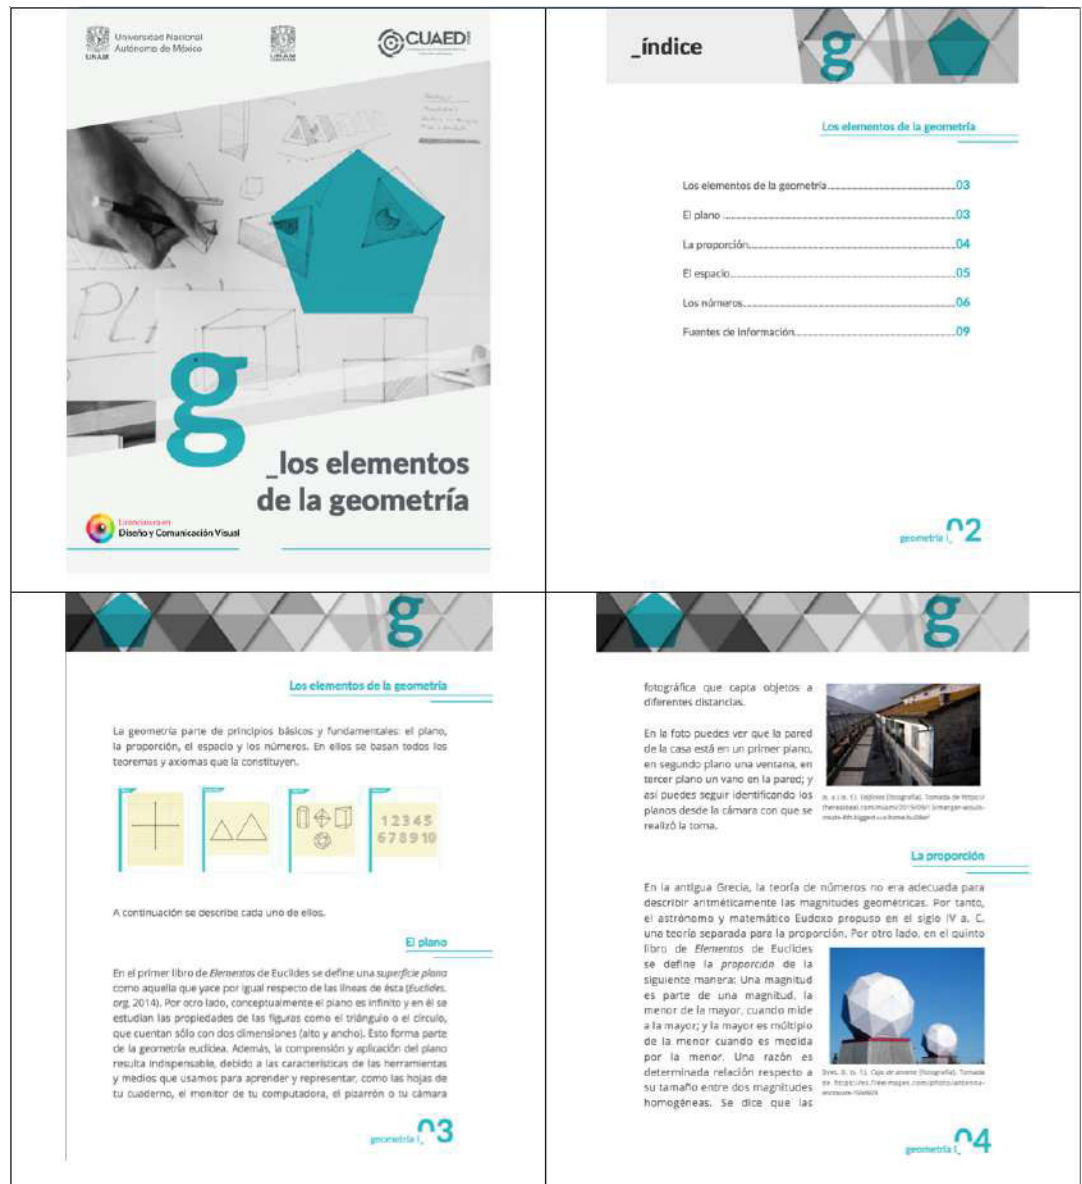 Universidad Nacional
Autónoma de México
UNAM
CUAED
g
_los elementos
de la geometría
Licenciatura en
Diseño y Comunicación Visual
_índice
g
Los elementos de la geometría
Los elementos de la geometría 03
El plano 03
La proporción 04
El espacio 05
Los números 06
Fuentes de información 09
geometría I_02
g
Los elementos de la geometría
La geometría parte de principios básicos y fundamentales: el plano,
la proporción, el espacio y los números. En ellos se basan todos los
teoremas y axiomas que la constituyen.
1 2 3 4 5
6 7 8 9 10
A continuación se describe cada uno de ellos.
El plano
En el primer libro de Elementos de Euclides se define una superficie plana
como aquella que yace por igual respecto de las líneas de ésta (Euclides.
org, 2014). Por otro lado, conceptualmente el plano es infinito y en él se
estudian las propiedades de las figuras como el triángulo o el círculo,
que cuentan sólo con dos dimensiones (alto y ancho). Esto forma parte
de la geometría euclídea. Además, la comprensión y aplicación del plano
resulta indispensable, debido a las características de las herramientas
y medios que usamos para aprender y representar, como las hojas de
tu cuaderno, el monitor de tu computadora, el pizarrón o tu cámara
geometría I_03
g
fotográfica que capta objetos a
diferentes distancias.
En la foto puedes ver que la pared
de la casa está en un primer plano,
en segundo plano una ventana, en
tercer plano un vano en la pared; y
así puedes seguir identificando los
planos desde la cámara con que se
realizó la toma.
La proporción
En la antigua Grecia, la teoría de números no era adecuada para
describir aritméticamente las magnitudes geométricas. Por tanto,
el astrónomo y matemático Eudoxo propuso en el siglo IV a. C.
una teoría separada para la proporción. Por otro lado, en el quinto
libro de Elementos de Euclides
se define la proporción de la
siguiente manera: Una magnitud
es parte de una magnitud, la
menor de la mayor, cuando mide
a la mayor; y la mayor es múltiplo
de la menor cuando es medida
por la menor. Una razón es
determinada relación respecto a
su tamaño entre dos magnitudes
homogéneas. Se dice que las
geometría I_04